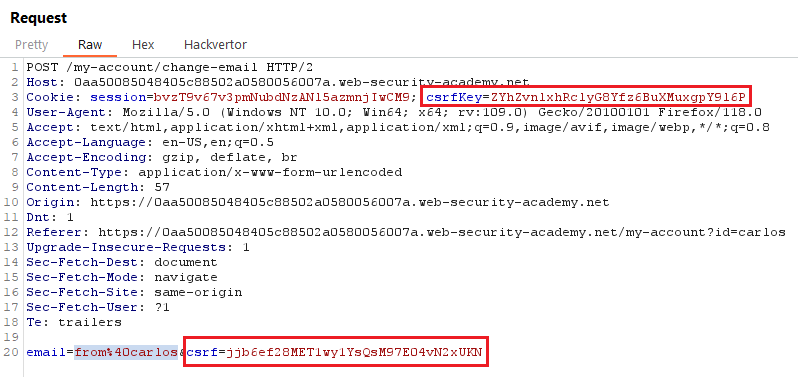 Request
Pretty Raw Hex Hackvertor
1 POST /my-account/change-email HTTP/2
2 Host: 0aa50085048405c88502a0580056007a.web-security-academy.net
3 Cookie: session=bvzT9v67v3pmNubdNzANl5azmnjIwCM9; csrfKey=ZYhZvnlxhRclyG8Yfz6BuXMuxgpY9l6P
4 User-Agent: Mozilla/5.0 (Windows NT 10.0; Win64; x64; rv:109.0) Gecko/20100101 Firefox/118.0
5 Accept: text/html,application/xhtml+xml,application/xml;q=0.9,image/avif,image/webp,*/*;q=0.8
6 Accept-Language: en-US,en;q=0.5
7 Accept-Encoding: gzip, deflate, br
8 Content-Type: application/x-www-form-urlencoded
9 Content-Length: 57
10 Origin: https://0aa50085048405c88502a0580056007a.web-security-academy.net
11 Dnt: 1
12 Referer: https://0aa50085048405c88502a0580056007a.web-security-academy.net/my-account?id=carlos
13 Upgrade-Insecure-Requests: 1
14 Sec-Fetch-Dest: document
15 Sec-Fetch-Mode: navigate
16 Sec-Fetch-Site: same-origin
17 Sec-Fetch-User: ?1
18 Te: trailers
19
20 email=from%40carlos&csrf=jjb6ef28MET1wy1YsQsM97E04vN2xUKN